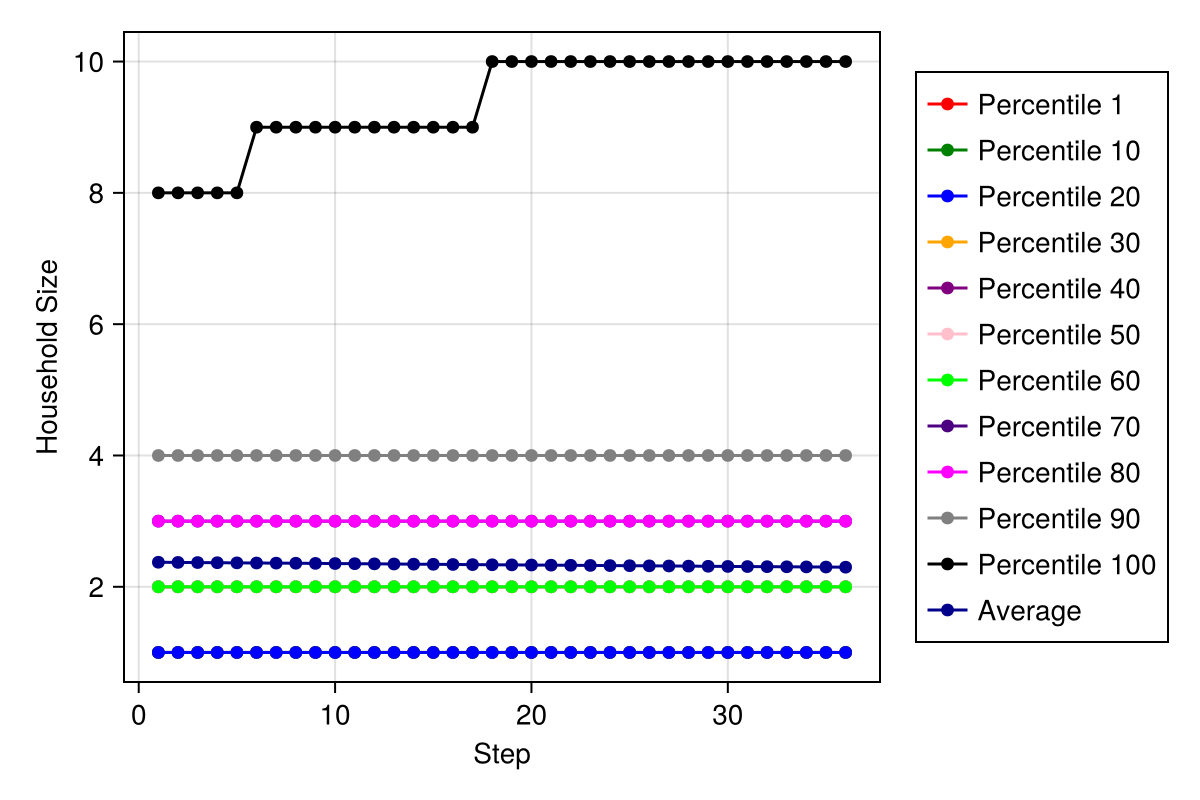 10
8
6
4
2
Household Size
0 10 20 30
Step
Percentile 1
Percentile 10
Percentile 20
Percentile 30
Percentile 40
Percentile 50
Percentile 60
Percentile 70
Percentile 80
Percentile 90
Percentile 100
Average